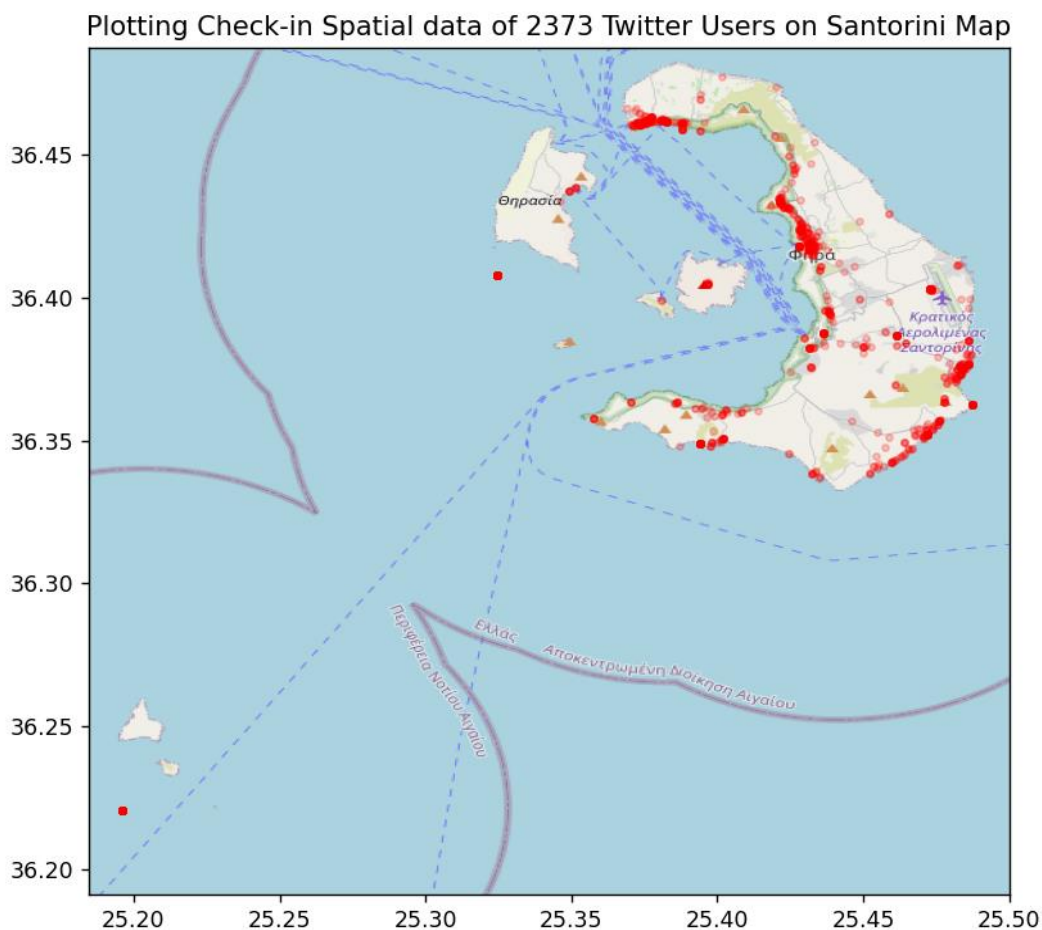 Plotting Check-in Spatial data of 2373 Twitter Users on Santorini Map
36.45
36.40
36.35
36.30
36.25
36.20
Θηρασία
Φηρά
Κρατικός
Αερολιμένας
Σαντορίνης
Ελλάς
Αποκεντρωμένη Διοίκηση Αιγαίου
Περιφέρεια Νοτίου Αιγαίου
25.20
25.25
25.30
25.35
25.40
25.45
25.50